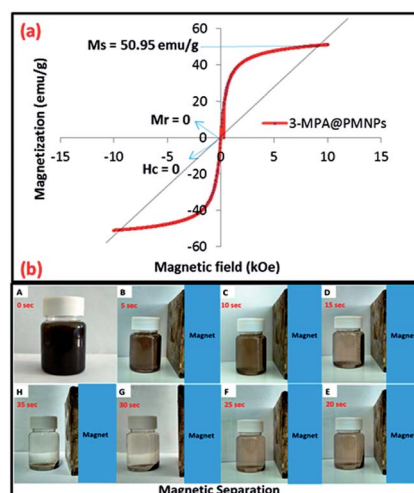 (a)
60
Ms = 50.95 emu/g
40
20
Mr = 0
3-MPA@PMNPs
0
-15 -10 -5 0 5 10 15
Hc = 0
-20
-40
-60
Magnetization (emu/g)
Magnetic field (kOe)
(b)
A B C D
0 sec 5 sec 10 sec 15 sec
Magnet Magnet Magnet
H G F E
35 sec 30 sec 25 sec 20 sec
Magnet Magnet Magnet Magnet
Magnetic Separation